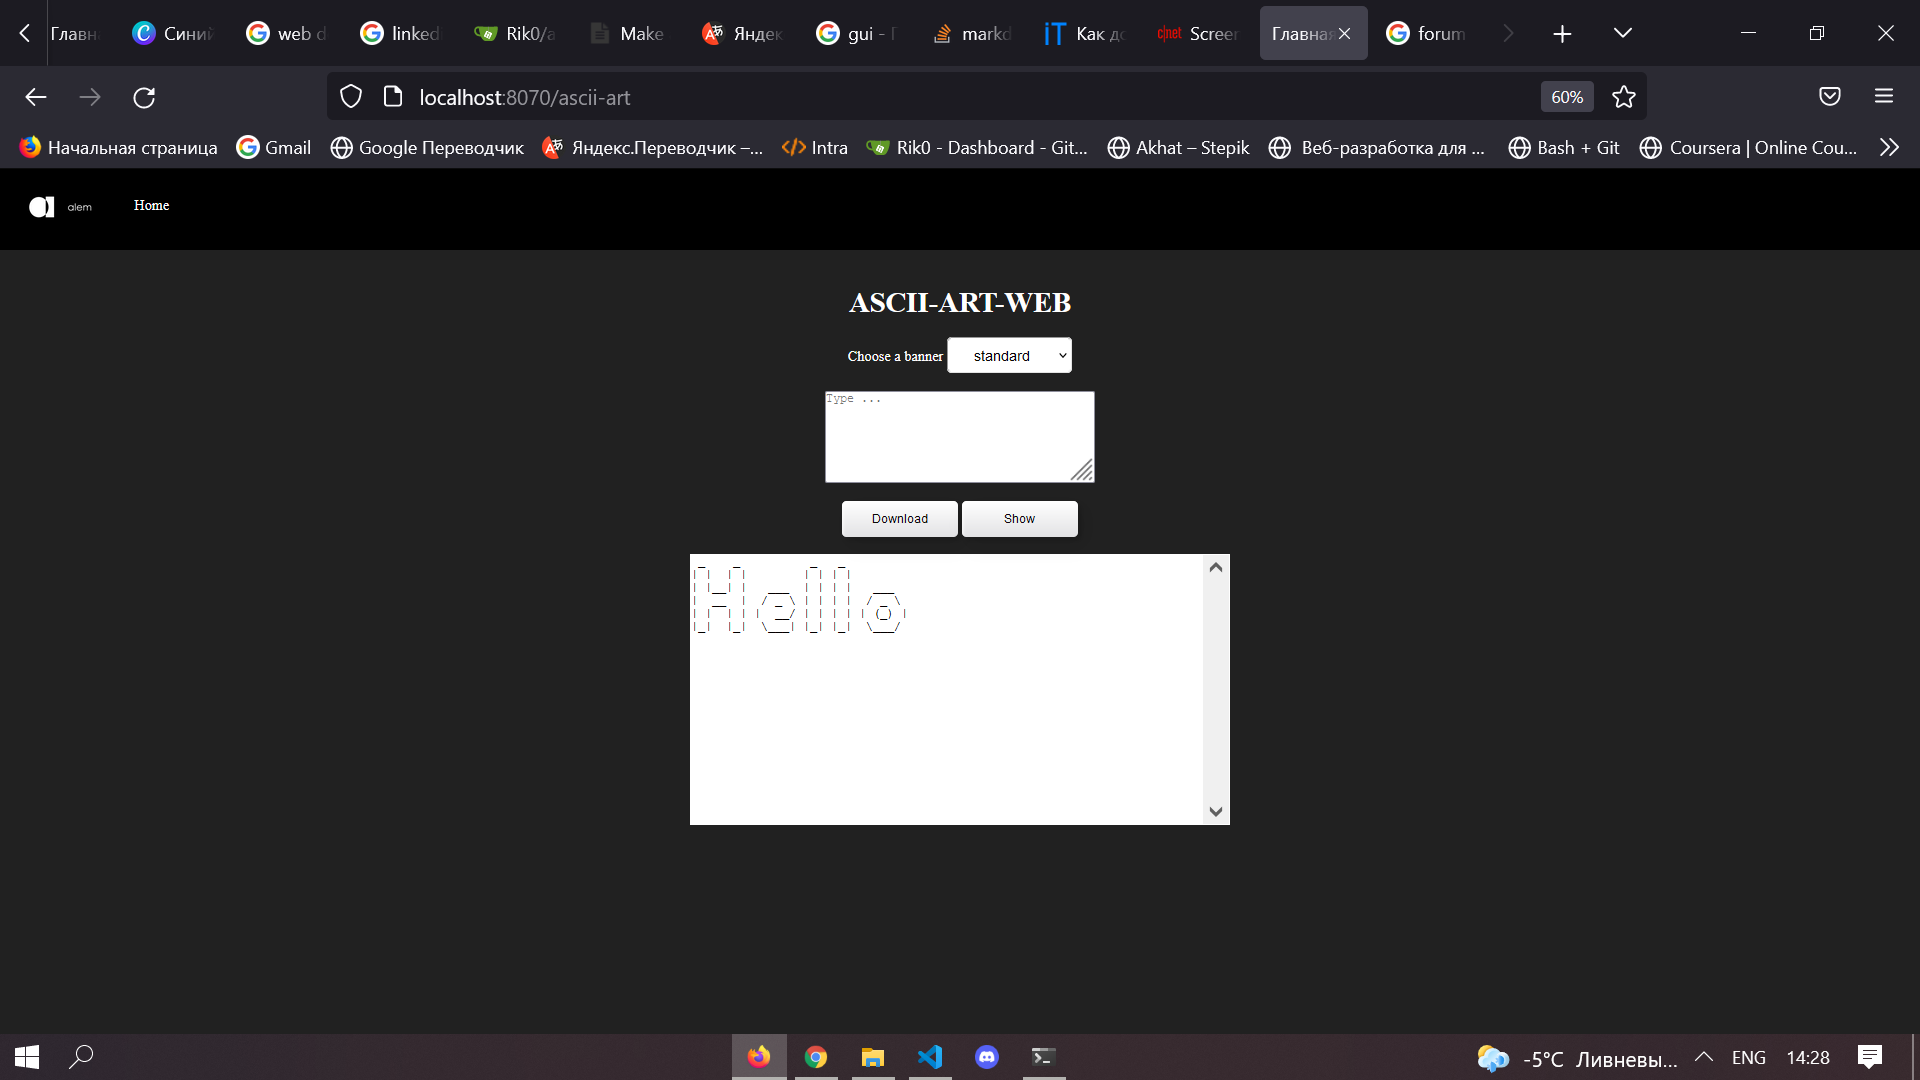 Главн
Синий
web d
linked
Rik0/a
Make
Яндек
gui - П
markd
Как до
Screer
Главная
forum
localhost:8070/ascii-art
60%
Начальная страница
Gmail
Google Переводчик
Яндекс.Переводчик –...
Intra
Rik0 - Dashboard - Git...
Akhat – Stepik
Веб-разработка для ...
Bash + Git
Coursera | Online Cou...
alem
Home
ASCII-ART-WEB
Choose a banner standard
Type ...
Download
Show
Hello
-5°C Ливневы...
ENG
14:28